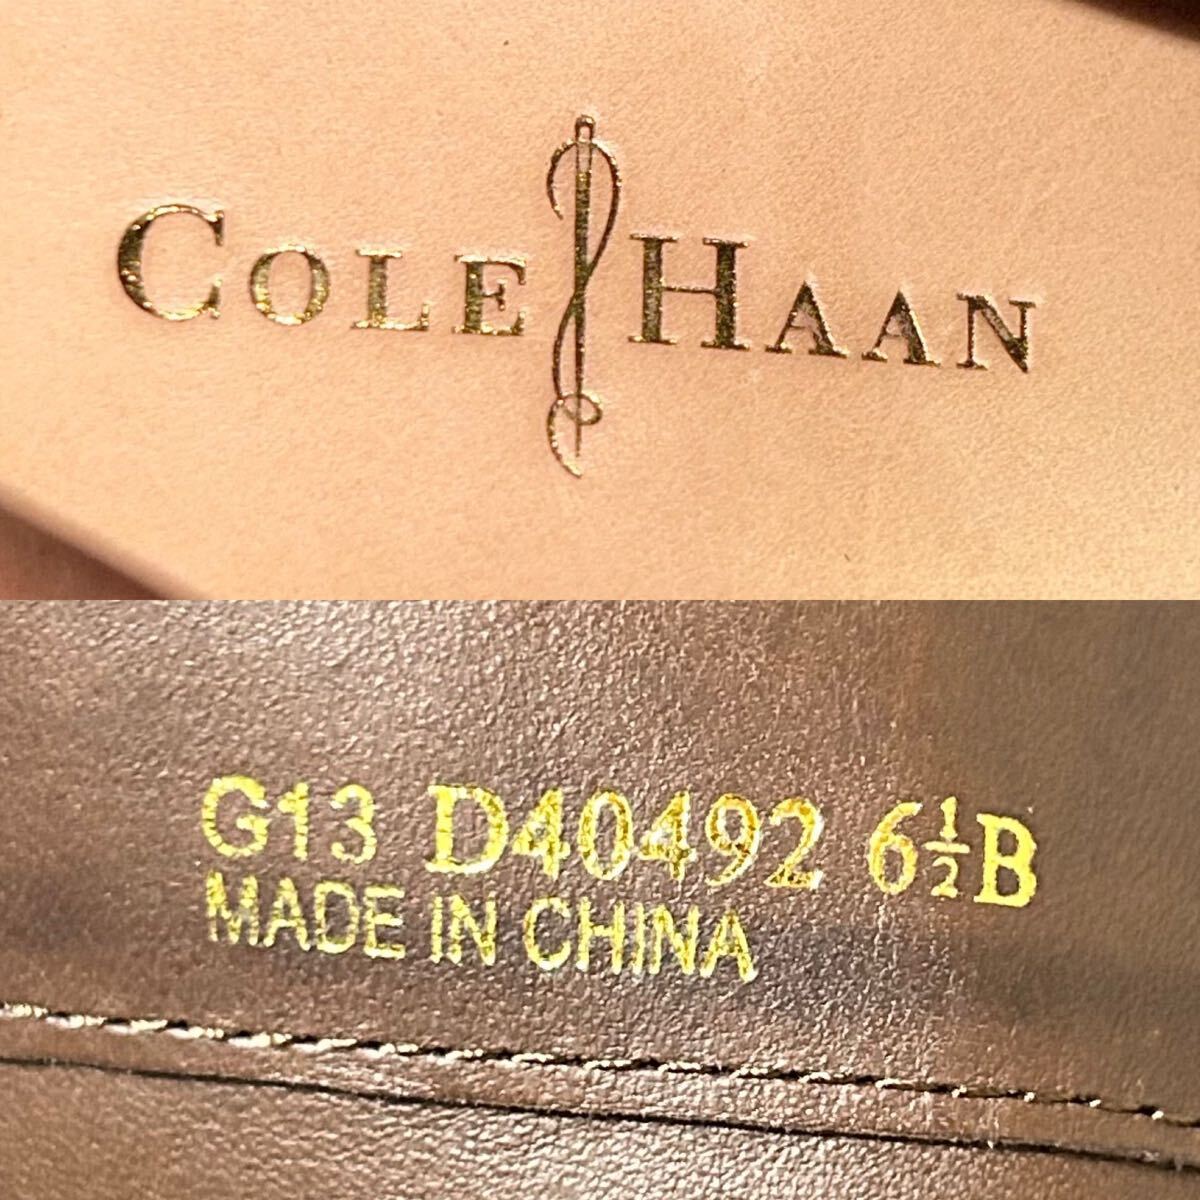 COLE HAAN
G13 D40492 6½B
MADE IN CHINA